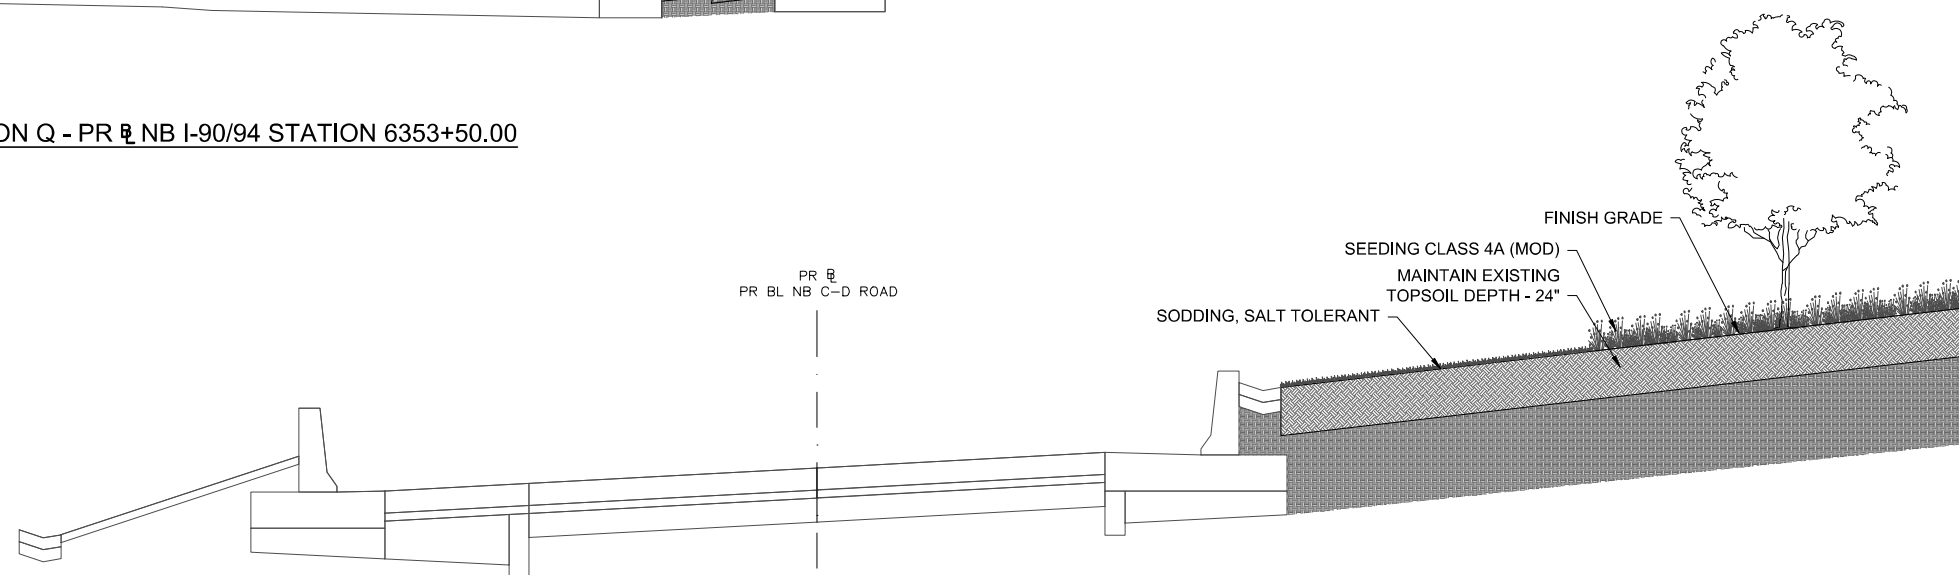 ON Q - PR ⅊ NB I-90/94 STATION 6353+50.00
FINISH GRADE
SEEDING CLASS 4A (MOD)
MAINTAIN EXISTING
TOPSOIL DEPTH - 24"
SODDING, SALT TOLERANT
PR BL
PR BL NB C-D ROAD